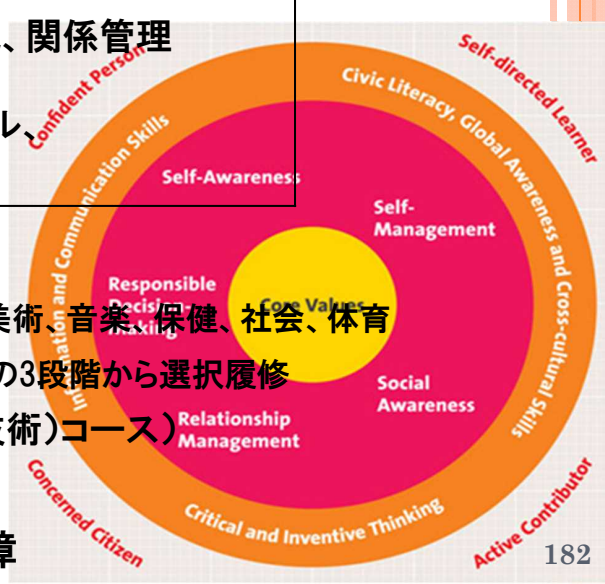 、関係管理
ル、
Confident Person
Self-directed Learner
Civic Literacy, Global Awareness and Cross-cultural Skills
Information and Communication Skills
Self-Awareness
Self-
Management
Responsible
Decision-
Making
Core Values
美術、音楽、保健、社会、体育
の3段階から選択履修
Social
Awareness
術)コース)
Relationship
Management
Critical and Inventive Thinking
Concerned Citizen
Active Contributor
章
182